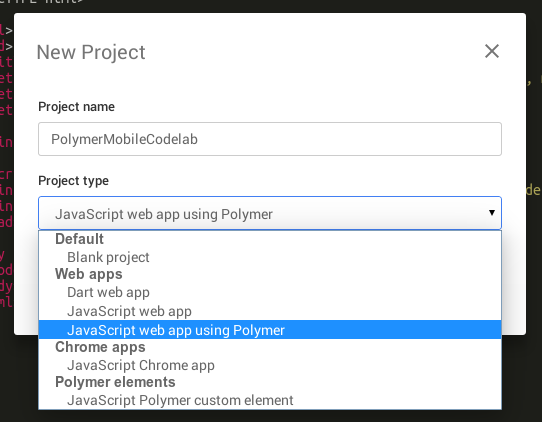 New Project
Project name
PolymerMobileCodelab
Project type
JavaScript web app using Polymer
Default
Blank project
Web apps
Dart web app
JavaScript web app
JavaScript web app using Polymer
Chrome apps
JavaScript Chrome app
Polymer elements
JavaScript Polymer custom element